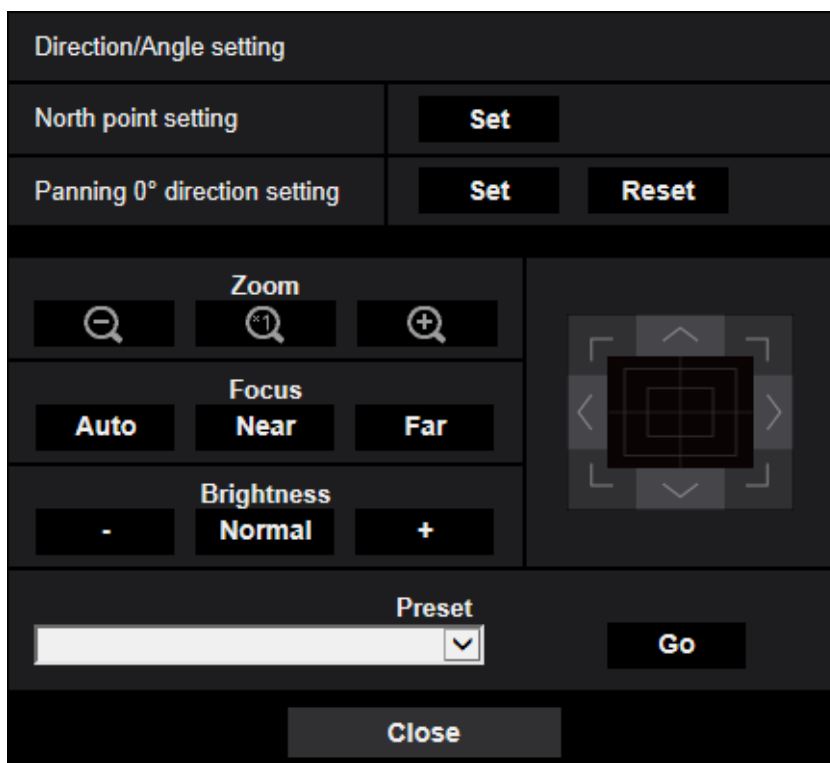 Direction/Angle setting
North point setting Set
Panning 0° direction setting Set Reset
Zoom
×1
Focus
Auto Near Far
Brightness
- Normal +
Preset
Go
Close